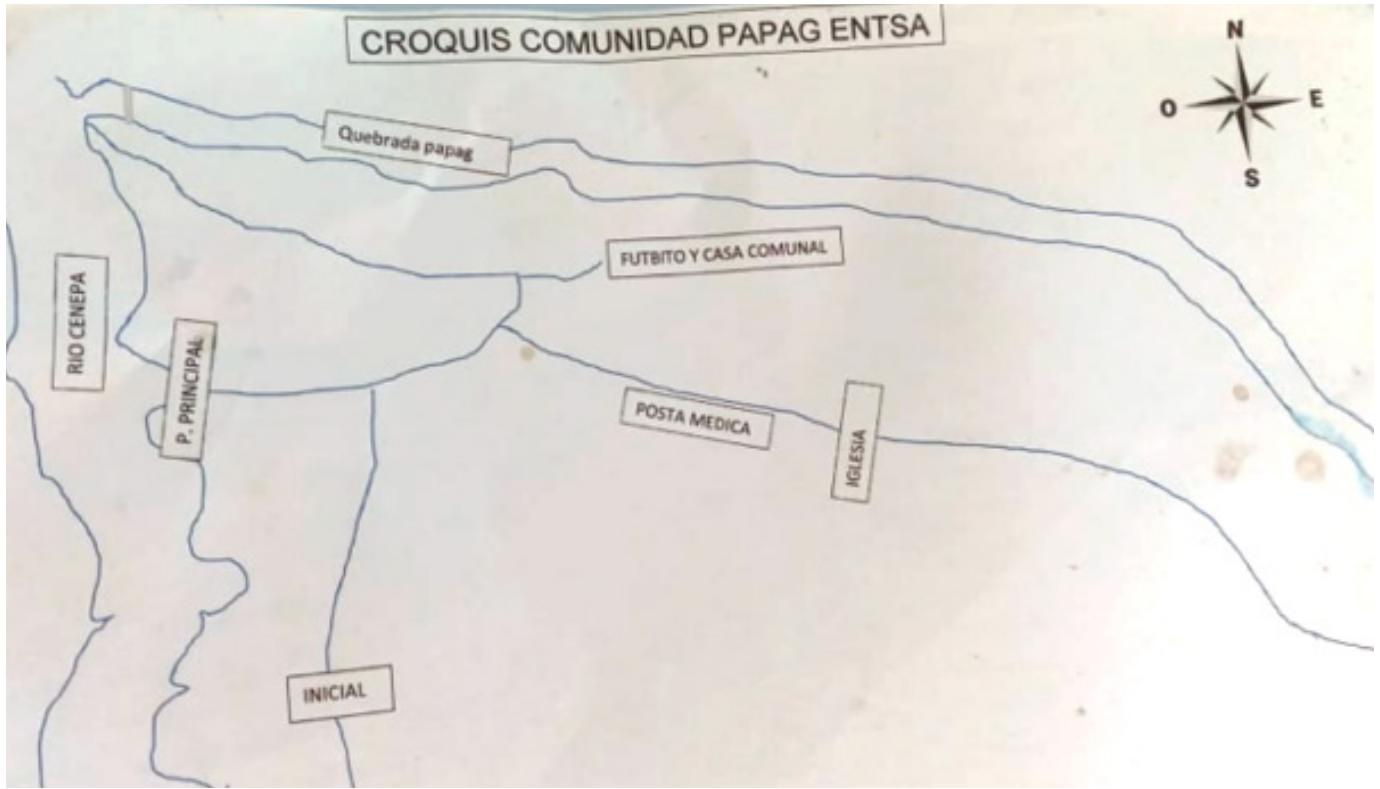 CROQUIS COMUNIDAD PAPAG ENTSA
N
O
E
S
Quebrada papag
FUTBITO Y CASA COMUNAL
RIO CENEPA
P. PRINCIPAL
POSTA MEDICA
IGLESIA
INICIAL